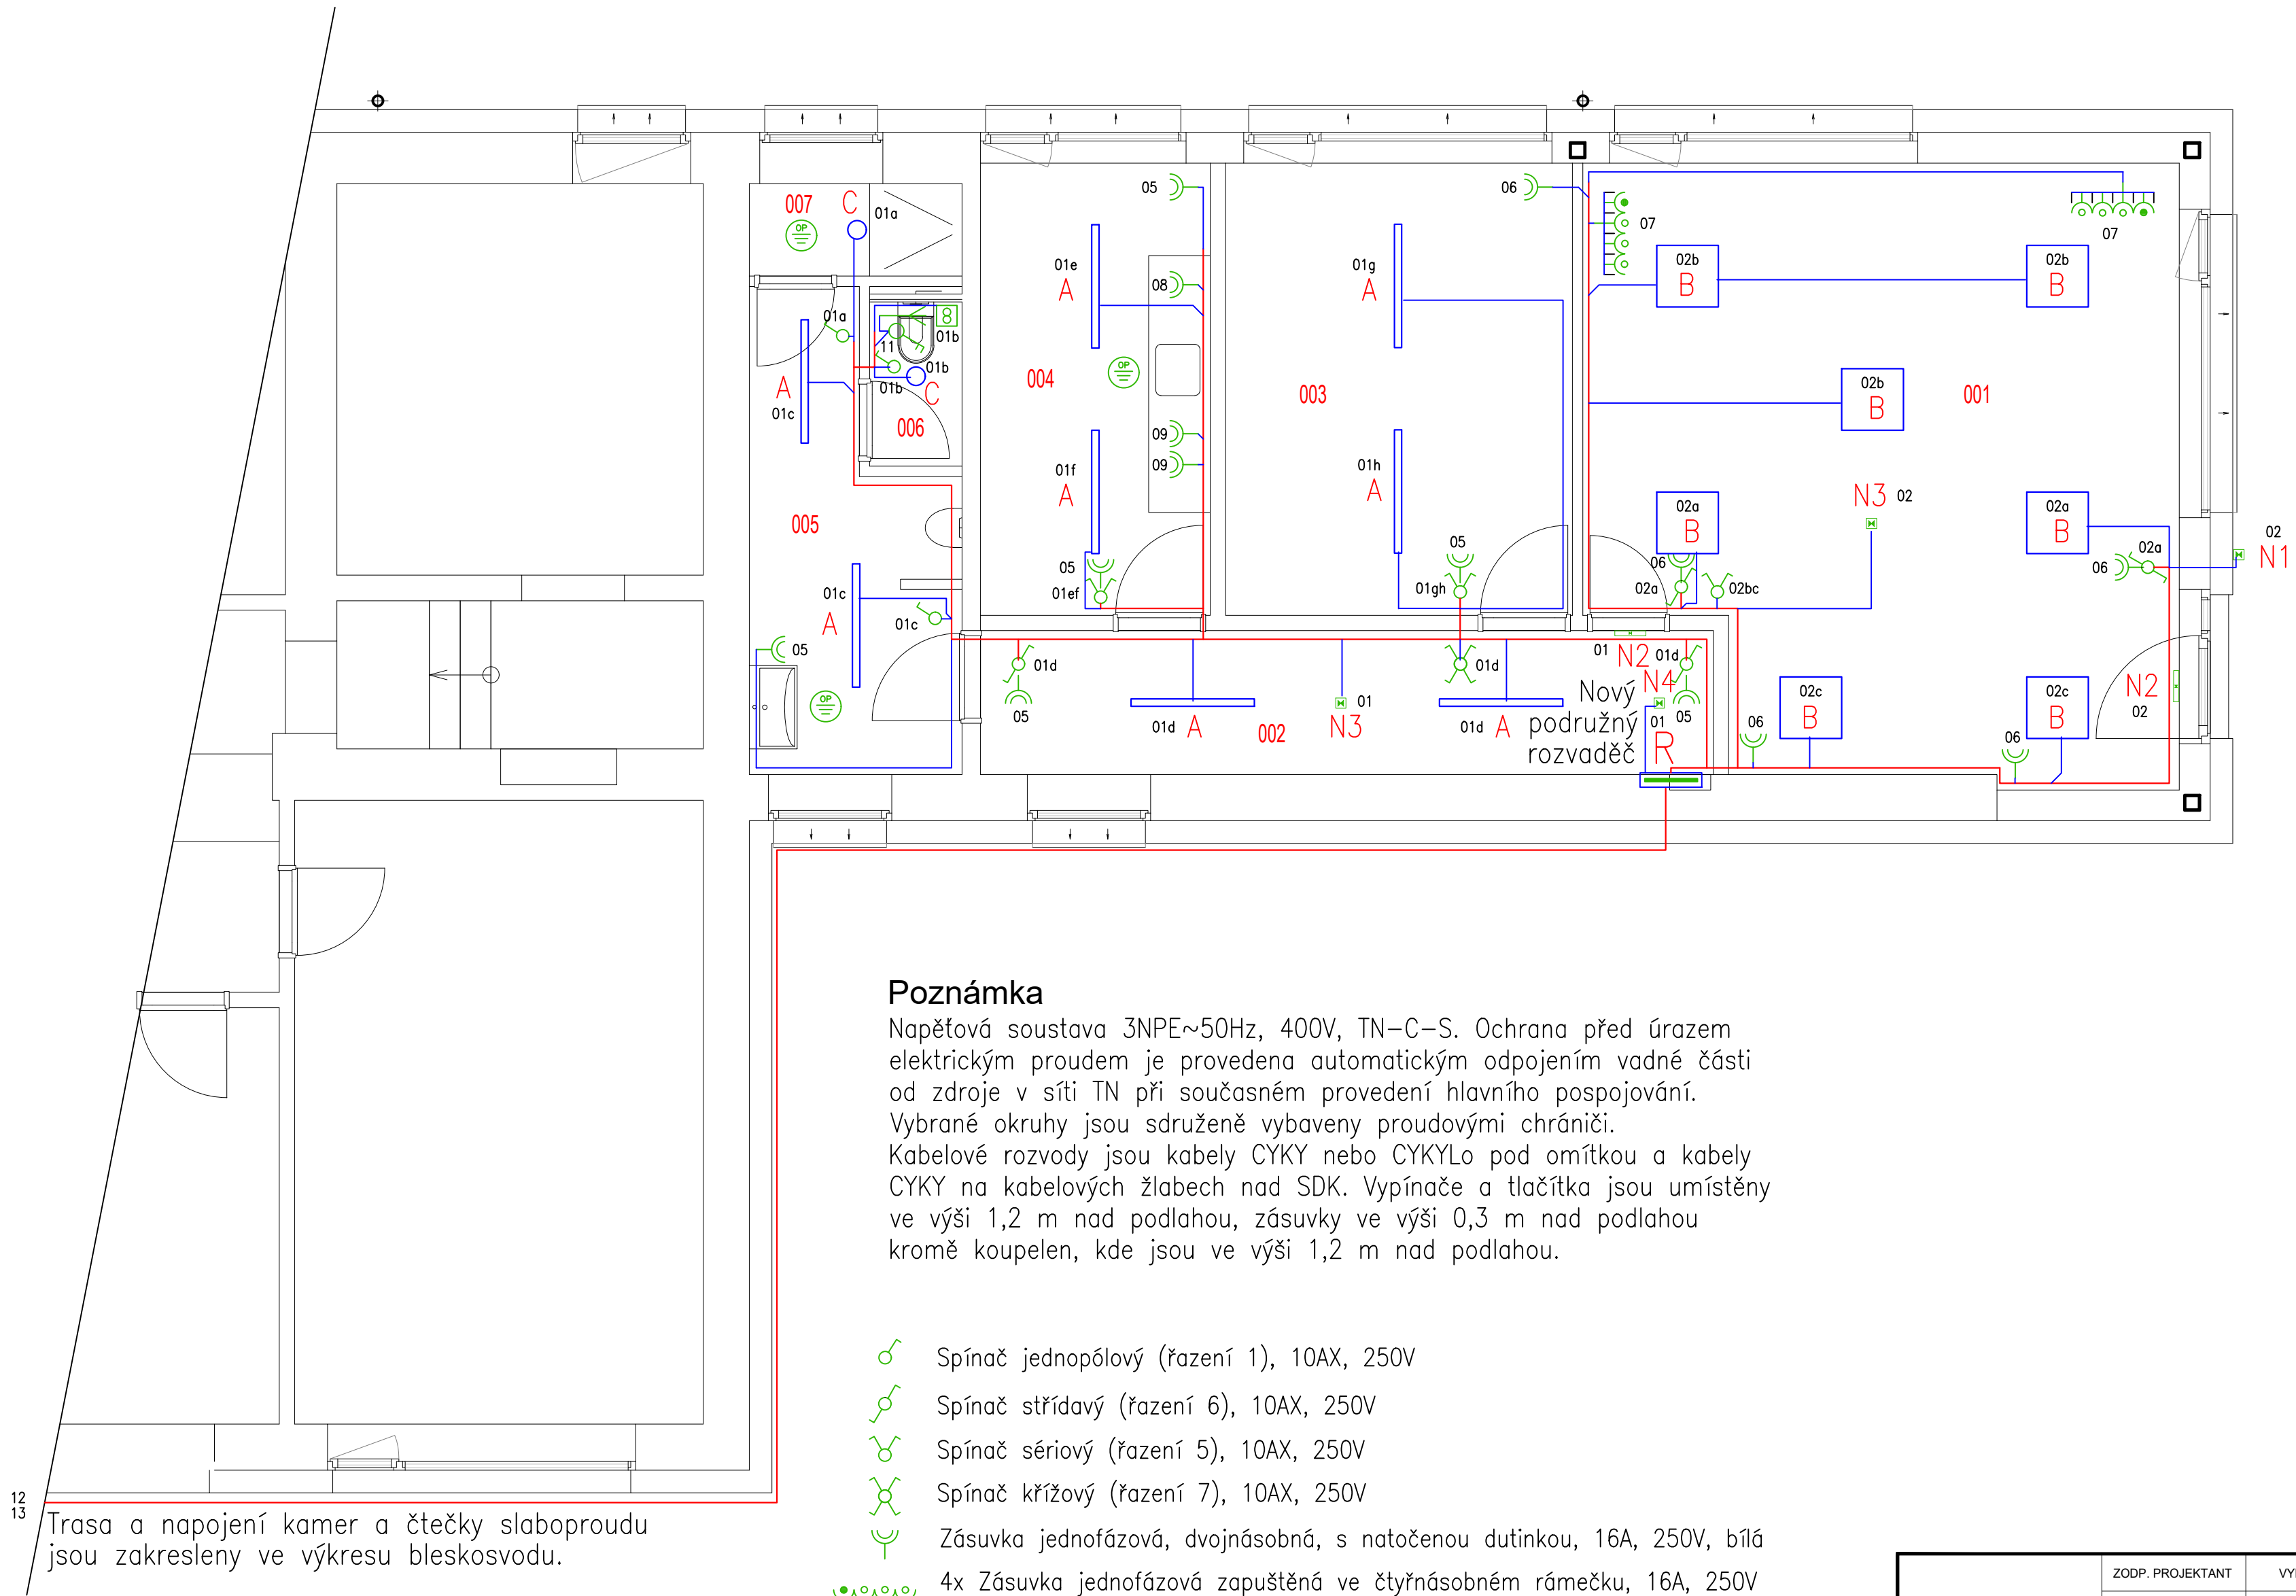 05
06
007
C
01a
OP
07
07
01e
A
08
01g
A
02b
B
02b
B
01a
01b
11
01b
01b
C
A
01c
006
004
OP
003
02b
B
001
09
09
01f
A
01h
A
005
02a
B
N3 02
02a
B
02
N1
05
01ef
05
01gh
06
02a
02bc
06
02a
01c
A
01c
05
OP
01d
05
01d
01
N2
01d
N4
Nový
podružný
rozvaděč
01
05
R
01d A
002
01
N3
01d A
06
02c
B
06
02c
B
N2
02
Poznámka
Napěťová soustava 3NPE~50Hz, 400V, TN-C-S. Ochrana před úrazem
elektrickým proudem je provedena automatickým odpojením vadné části
od zdroje v síti TN při současném provedení hlavního pospojování.
Vybrané okruhy jsou sdruženě vybaveny proudovými chrániči.
Kabelové rozvody jsou kabely CYKY nebo CYKYLo pod omítkou a kabely
CYKY na kabelových žlabech nad SDK. Vypínače a tlačítka jsou umístěny
ve výši 1,2 m nad podlahou, zásuvky ve výši 0,3 m nad podlahou
kromě koupelen, kde jsou ve výši 1,2 m nad podlahou.
Spínač jednopólový (řazení 1), 10AX, 250V
Spínač střídavý (řazení 6), 10AX, 250V
Spínač sériový (řazení 5), 10AX, 250V
Spínač křížový (řazení 7), 10AX, 250V
Zásuvka jednofázová, dvojnásobná, s natočenou dutinkou, 16A, 250V, bílá
4x Zásuvka jednofázová zapuštěná ve čtyřnásobném rámečku, 16A, 250V
12
13
Trasa a napojení kamer a čtečky slaboproudu
jsou zakresleny ve výkresu bleskosvodu.
ZODP. PROJEKTANT